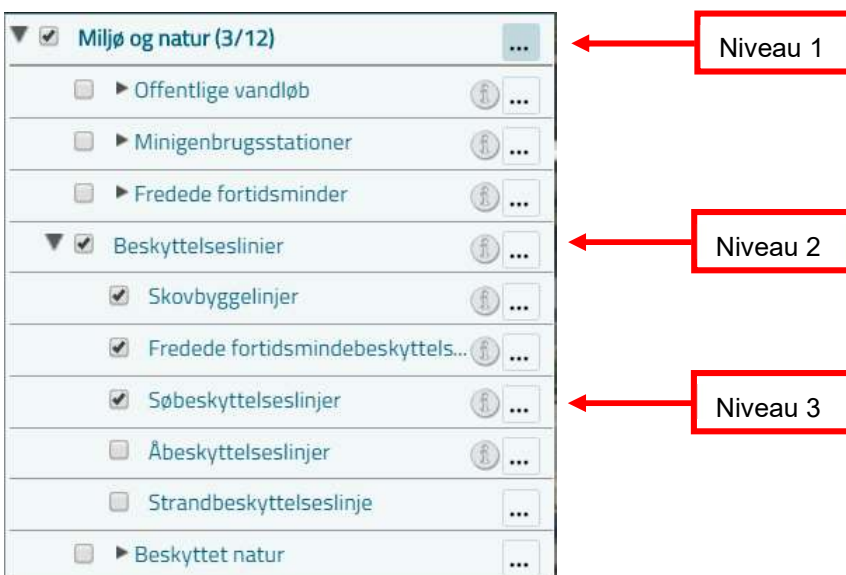 Miljø og natur (3/12) ...
Niveau 1
Offentlige vandløb ...
Minigenbrugsstationer ...
Fredede fortidsminder ...
Beskyttelseslinier ...
Niveau 2
Skovbyggelinjer ...
Fredede fortidsmindebeskyttels... ...
Søbeskyttelseslinjer ...
Niveau 3
Åbeskyttelseslinjer ...
Strandbeskyttelseslinje ...
Beskyttet natur ...